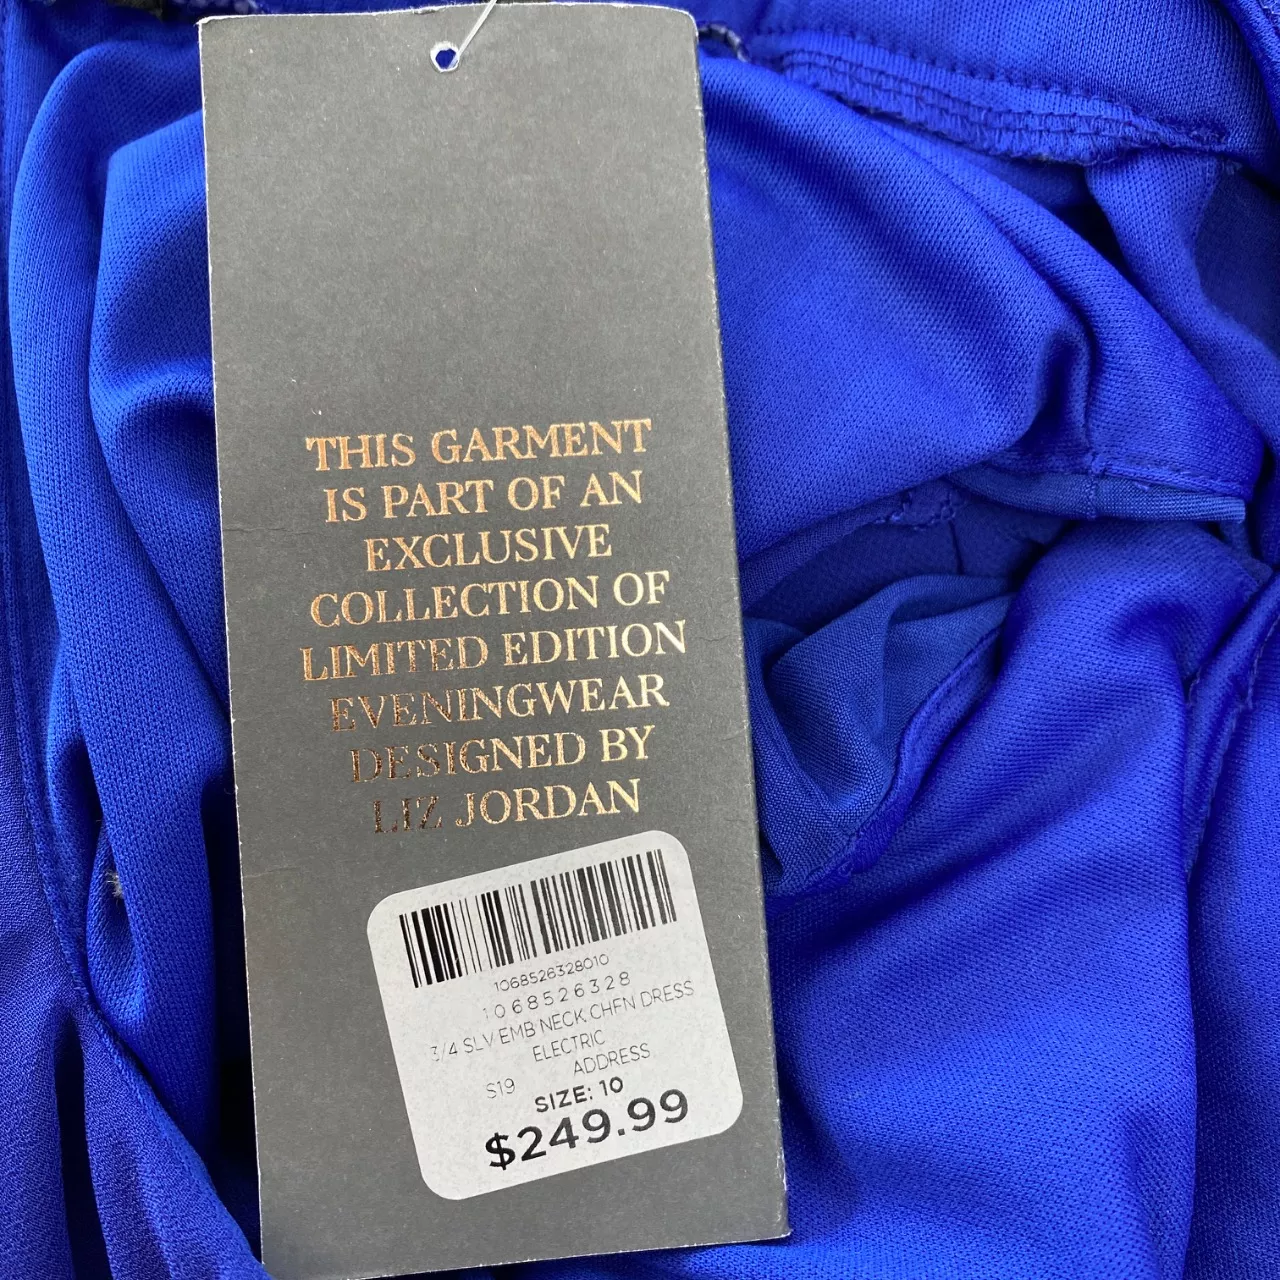 THIS GARMENT
IS PART OF AN
EXCLUSIVE
COLLECTION OF
LIMITED EDITION
EVENINGWEAR
DESIGNED BY
LIZ JORDAN
1068526328010
1068526328
3/4 SLV EMB NECK CHFN DRESS
ELECTRIC
S19 ADDRESS
SIZE: 10
$249.99